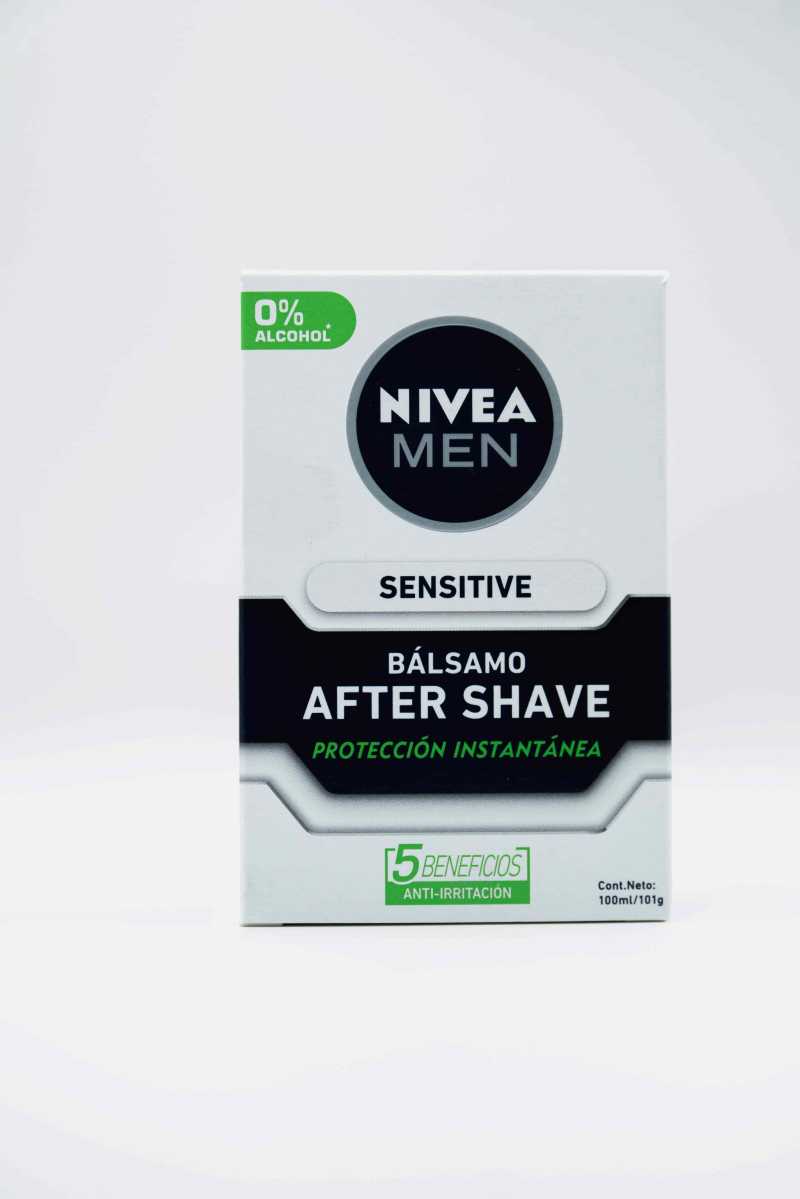 0%
ALCOHOL*
NIVEA
MEN
SENSITIVE
BÁLSAMO
AFTER SHAVE
PROTECCIÓN INSTANTÁNEA
5 BENEFICIOS
ANTI-IRRITACIÓN
Cont.Neto:
100ml/101g